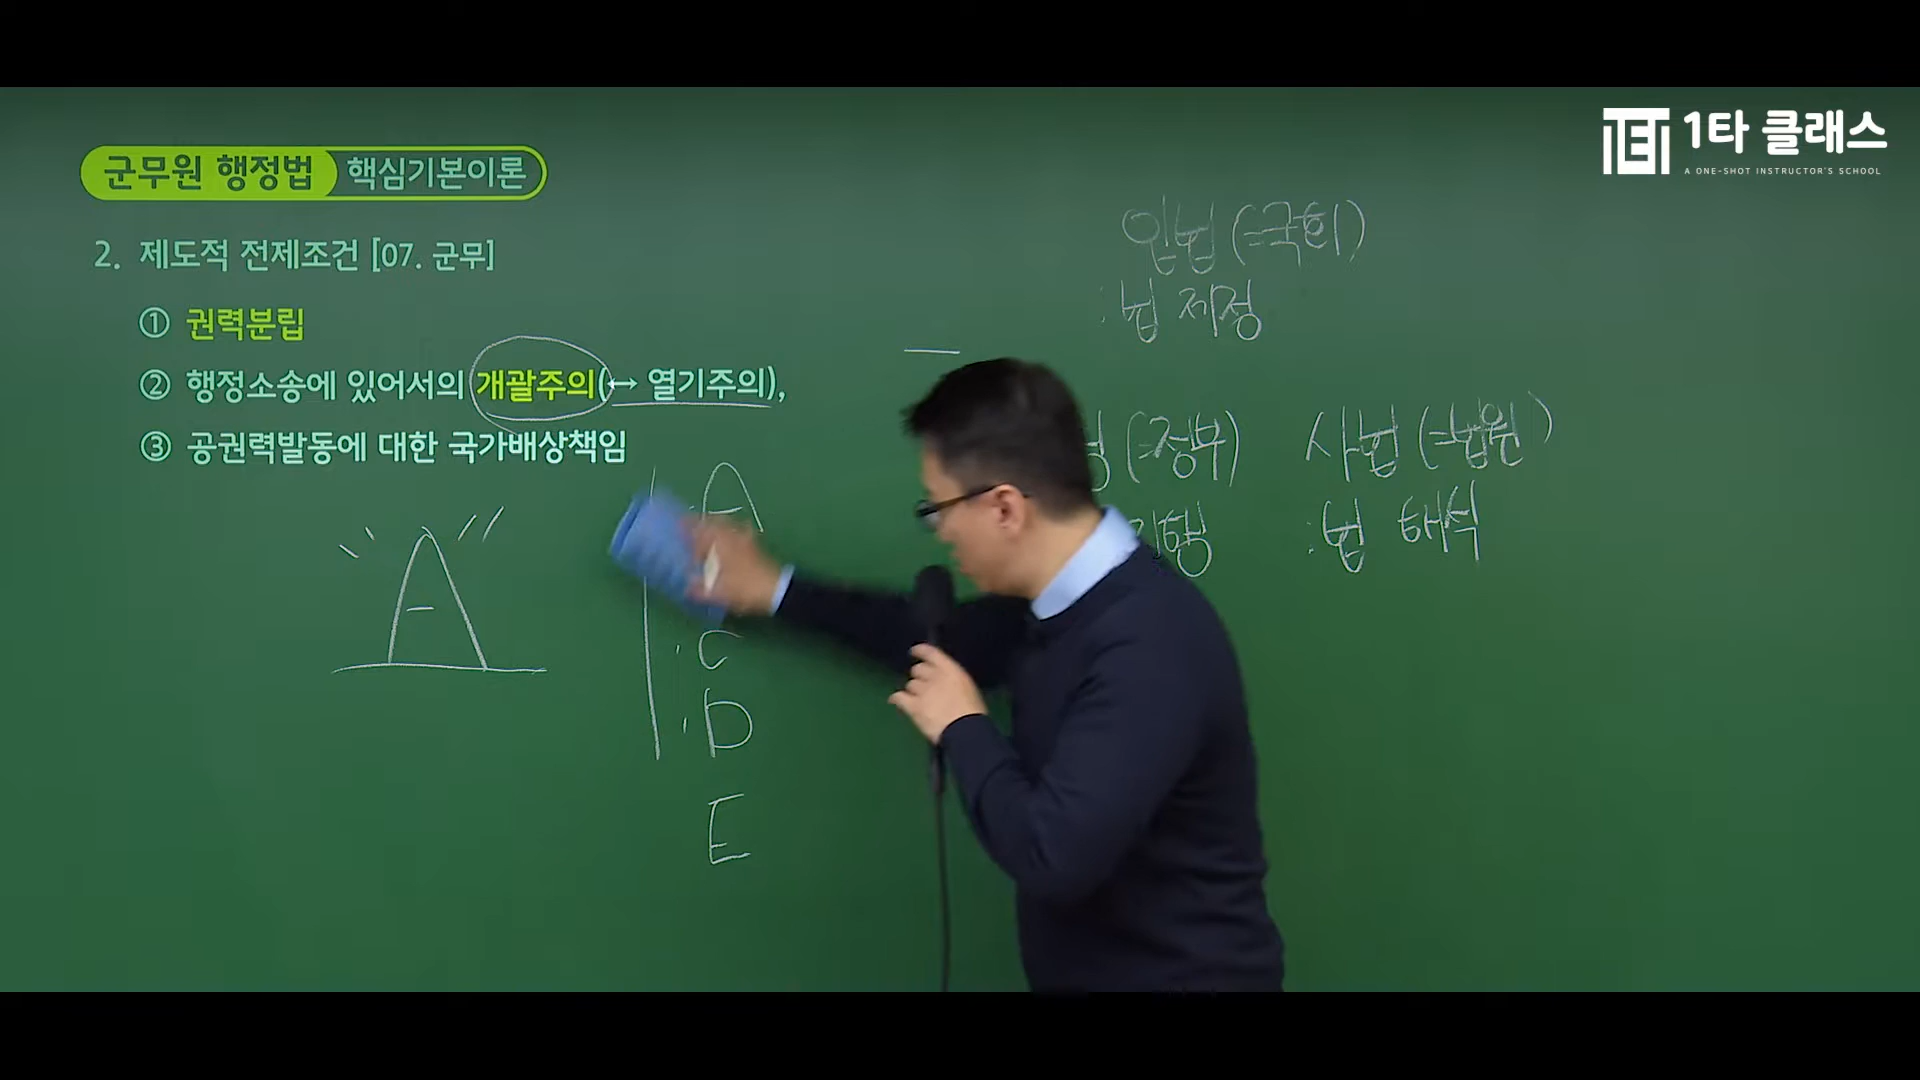 군무원 행정법 핵심기본이론
1타 클래스
A ONE-SHOT INSTRUCTOR'S SCHOOL
2. 제도적 전제조건 [07. 군무]
① 권력분립
② 행정소송에 있어서의 개괄주의(↔ 열기주의),
③ 공권력발동에 대한 국가배상책임
입법 (=국회)
: 법 제정
(=정부)
사법 (=법원)
: 법 해석
A
· A
· C
· D
E